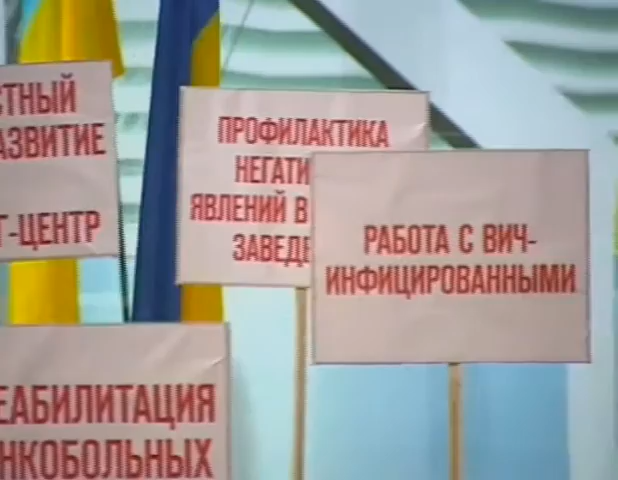 СТНЫЙ
АЗВИТИЕ
Т-ЦЕНТР
ПРОФИЛАКТИКА
НЕГАТИ
ЯВЛЕНИЙ В
ЗАВЕДЕ
РАБОТА С ВИЧ-
ИНФИЦИРОВАННЫМИ
ЕАБИЛИТАЦИЯ
НКОБОЛЬНЫХ